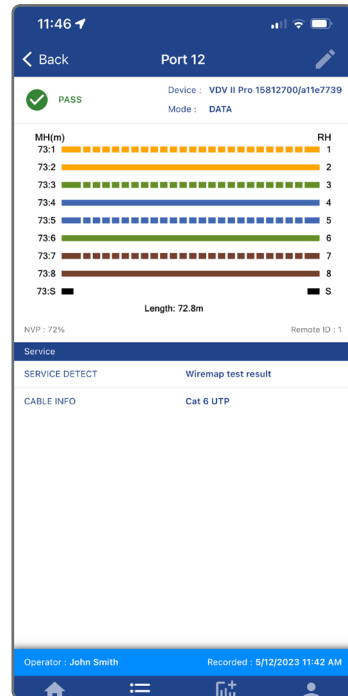 11:46
Back Port 12
PASS
Device : VDV II Pro 15812700/a11e7739
Mode : DATA
MH(m) RH
73:1 1
73:2 2
73:3 3
73:4 4
73:5 5
73:6 6
73:7 7
73:8 8
73:S S
Length: 72.8m
NVP : 72% Remote ID : 1
Service
SERVICE DETECT Wiremap test result
CABLE INFO Cat 6 UTP
Operator : John Smith Recorded : 5/12/2023 11:42 AM